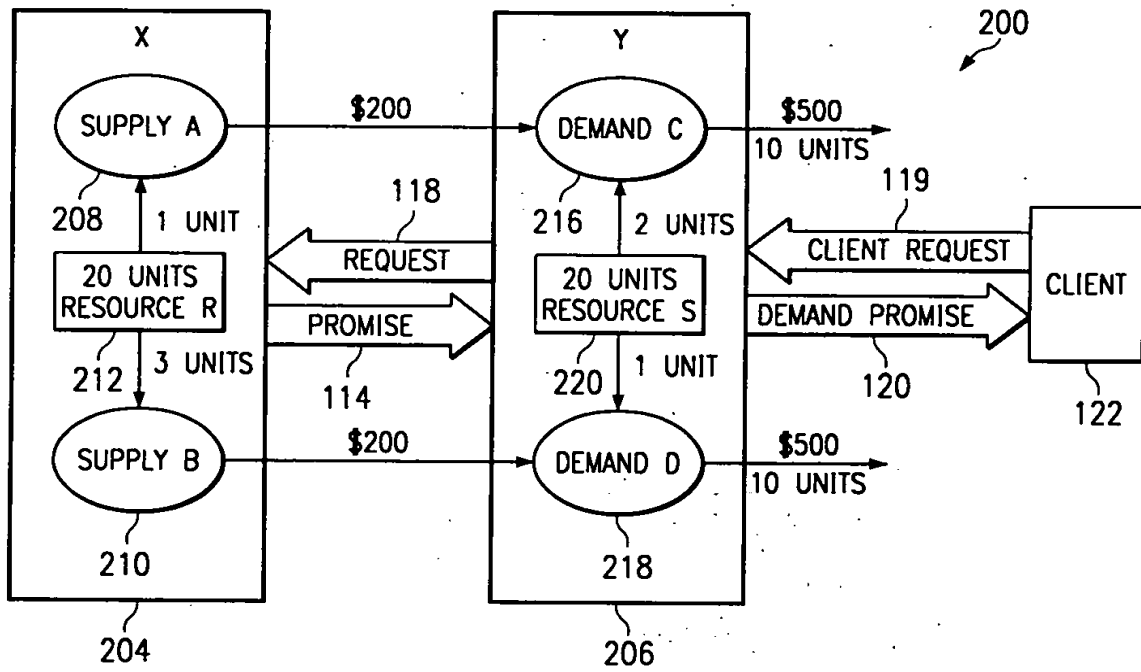 200
X
Y
SUPPLY A
$200
DEMAND C
$500
10 UNITS
208
1 UNIT
118
216
2 UNITS
119
REQUEST
CLIENT REQUEST
20 UNITS
RESOURCE R
20 UNITS
RESOURCE S
CLIENT
PROMISE
DEMAND PROMISE
212
3 UNITS
114
220
1 UNIT
120
122
SUPPLY B
$200
DEMAND D
$500
10 UNITS
210
218
204
206